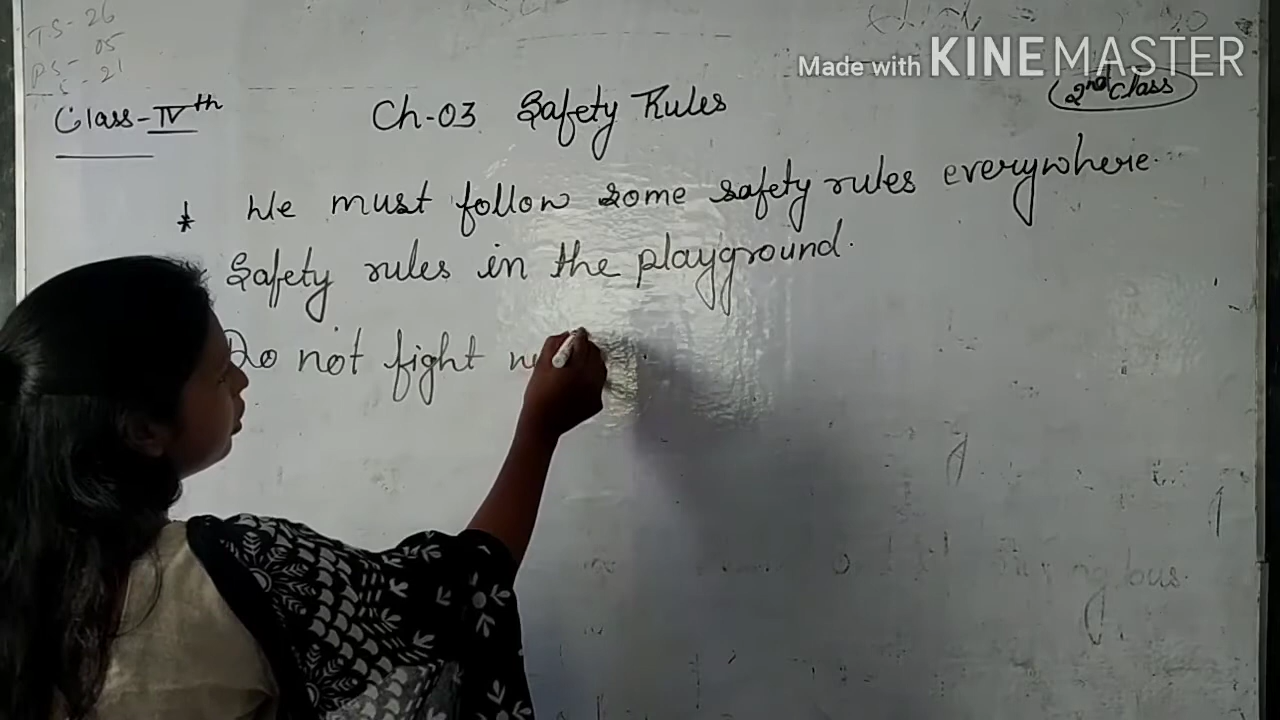 TS-26
05
PS-
21
Made with KINEMASTER
2nd Class
Class-IVth
Ch-03 Safety Rules
* We must follow some safety rules everywhere.
Safety rules in the playground.
Do not fight
bus.